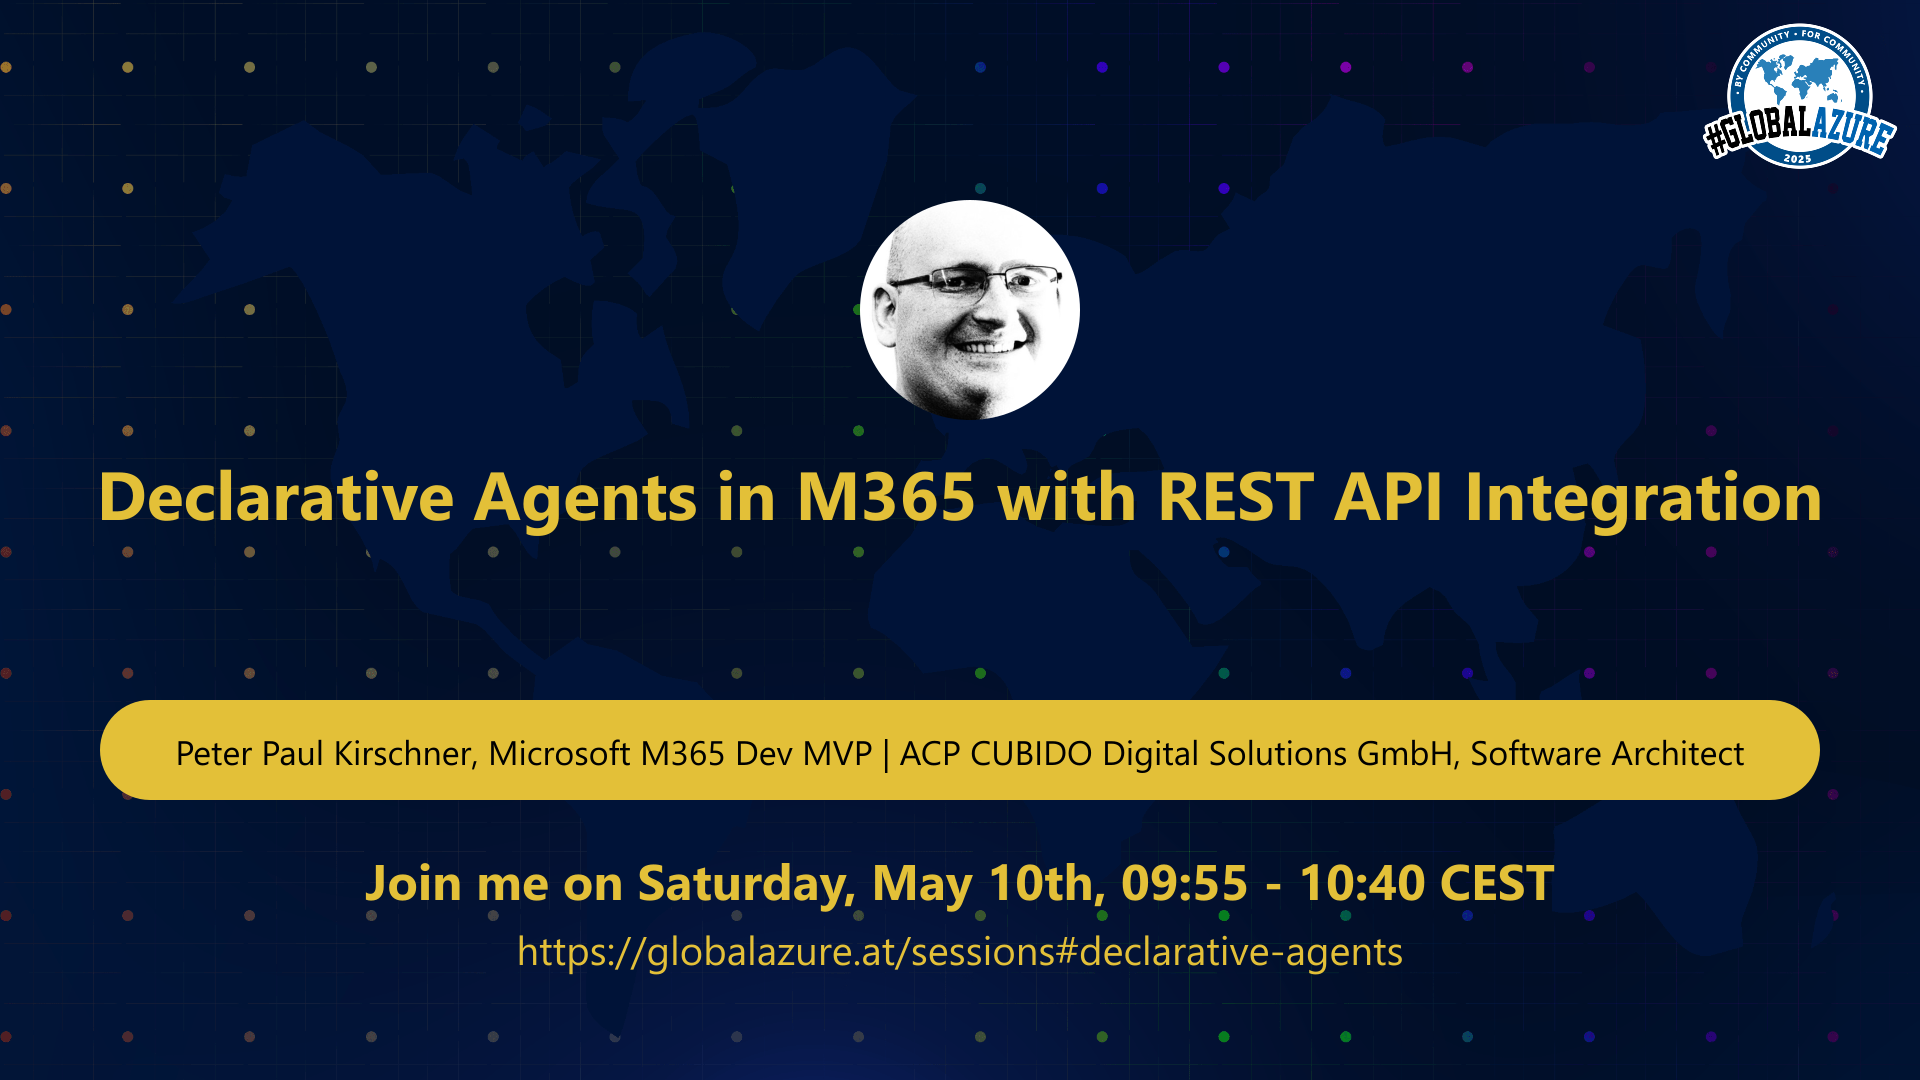 • BY COMMUNITY • FOR COMMUNITY •
#GLOBALAZURE
2025
Declarative Agents in M365 with REST API Integration
Peter Paul Kirschner, Microsoft M365 Dev MVP | ACP CUBIDO Digital Solutions GmbH, Software Architect
Join me on Saturday, May 10th, 09:55 - 10:40 CEST
https://globalazure.at/sessions#declarative-agents